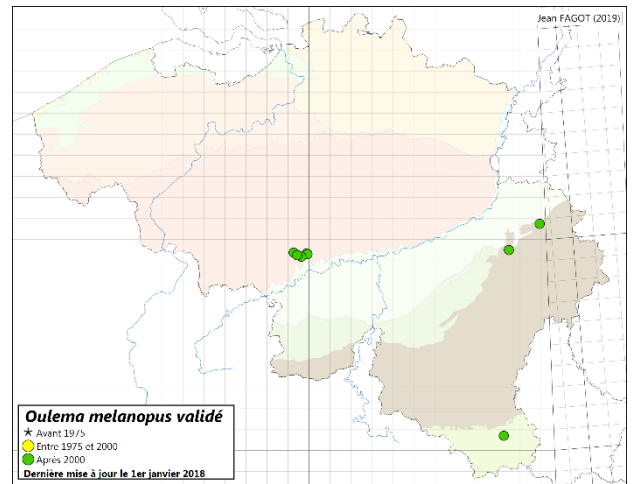 Jean FAGOT (2019)
Oulema melanopus validé
Avant 1975
Entre 1975 et 2000
Après 2000
Dernière mise à jour le 1er janvier 2018